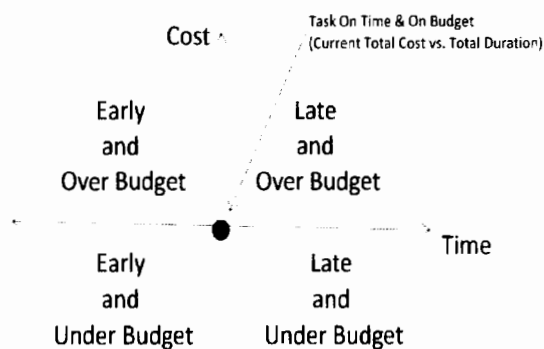 Task On Time & On Budget
Cost
(Current Total Cost vs. Total Duration)
Early
and
Over Budget
Late
and
Over Budget
Time
Early
and
Under Budget
Late
and
Under Budget